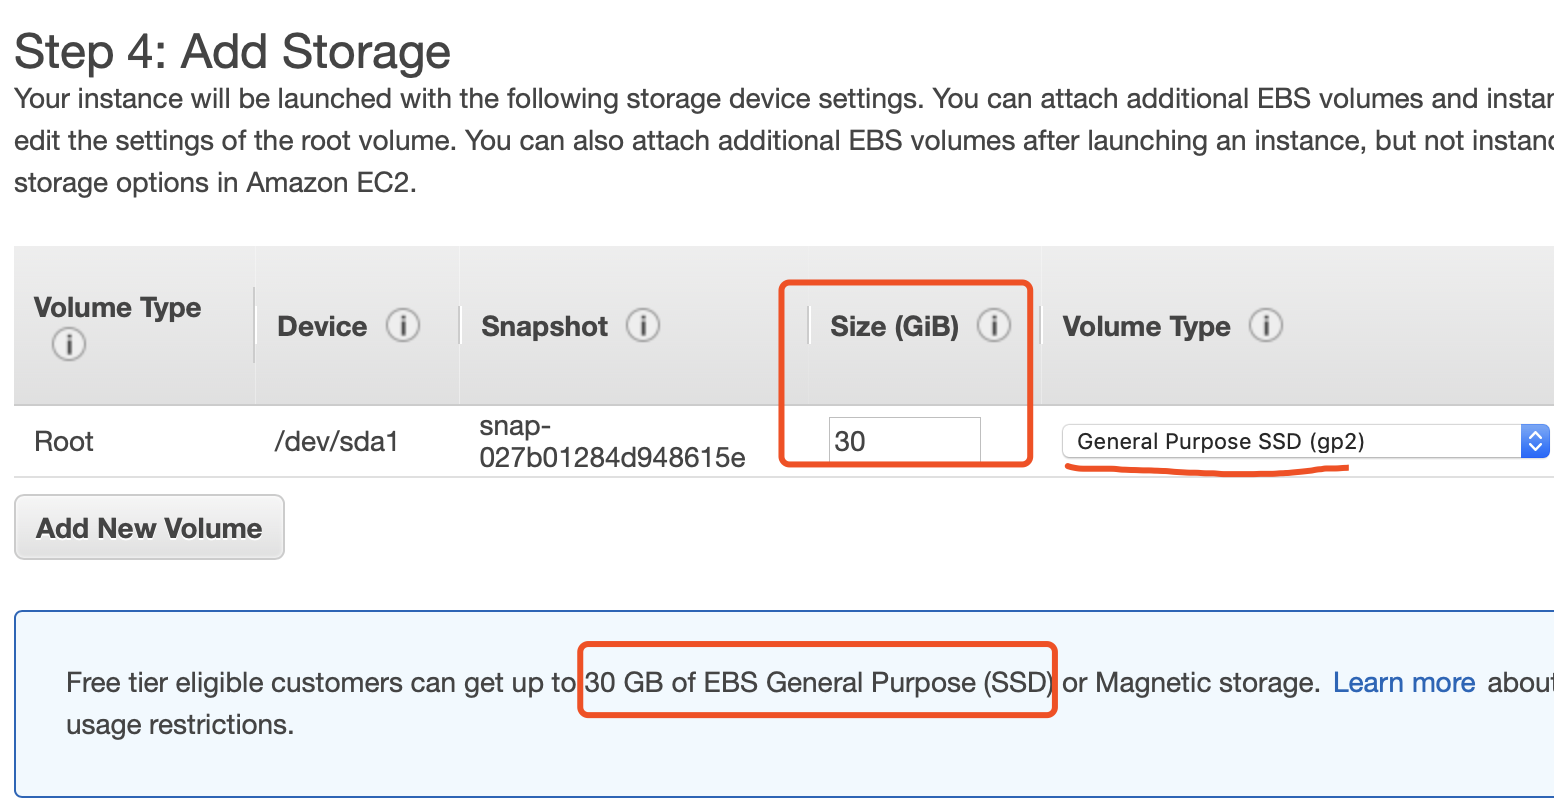 Step 4: Add Storage
Your instance will be launched with the following storage device settings. You can attach additional EBS volumes and instan
edit the settings of the root volume. You can also attach additional EBS volumes after launching an instance, but not instanc
storage options in Amazon EC2.
Volume Type Device Snapshot Size (GiB) Volume Type
Root /dev/sda1 snap-
027b01284d948615e 30 General Purpose SSD (gp2)
Add New Volume
Free tier eligible customers can get up to 30 GB of EBS General Purpose (SSD) or Magnetic storage. Learn more about
usage restrictions.